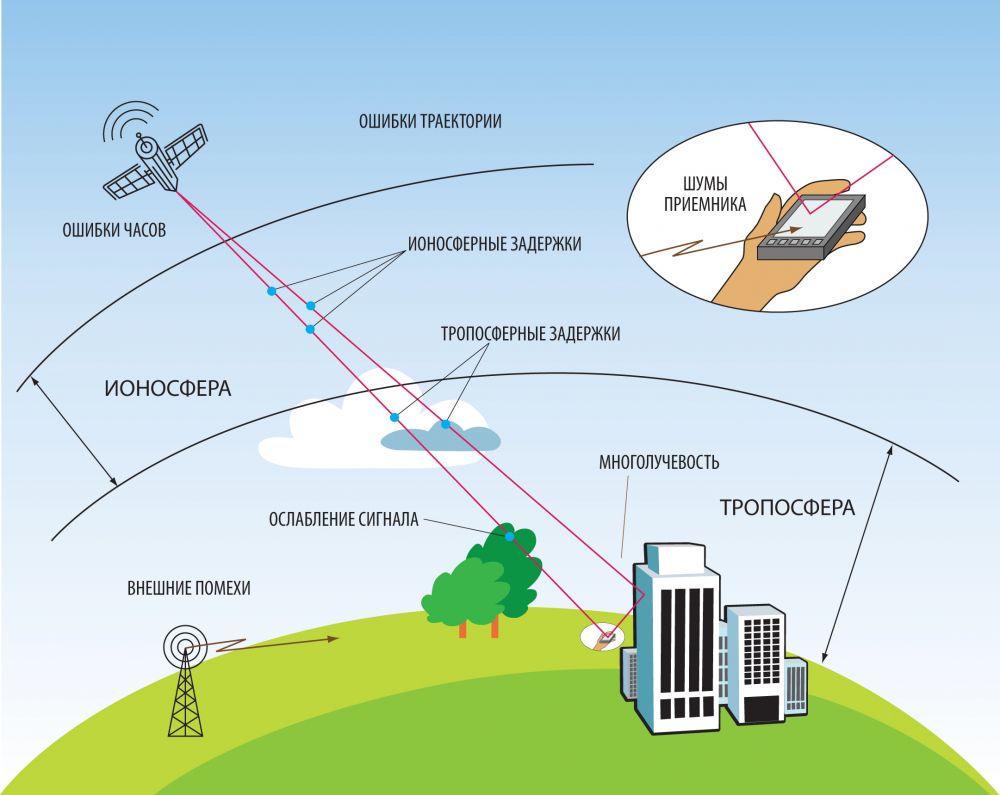 ОШИБКИ ТРАЕКТОРИИ
ШУМЫ
ПРИЕМНИКА
ОШИБКИ ЧАСОВ
ИОНОСФЕРНЫЕ ЗАДЕРЖКИ
ТРОПОСФЕРНЫЕ ЗАДЕРЖКИ
ИОНОСФЕРА
МНОГОЛУЧЕВОСТЬ
ТРОПОСФЕРА
ОСЛАБЛЕНИЕ СИГНАЛА
ВНЕШНИЕ ПОМЕХИ